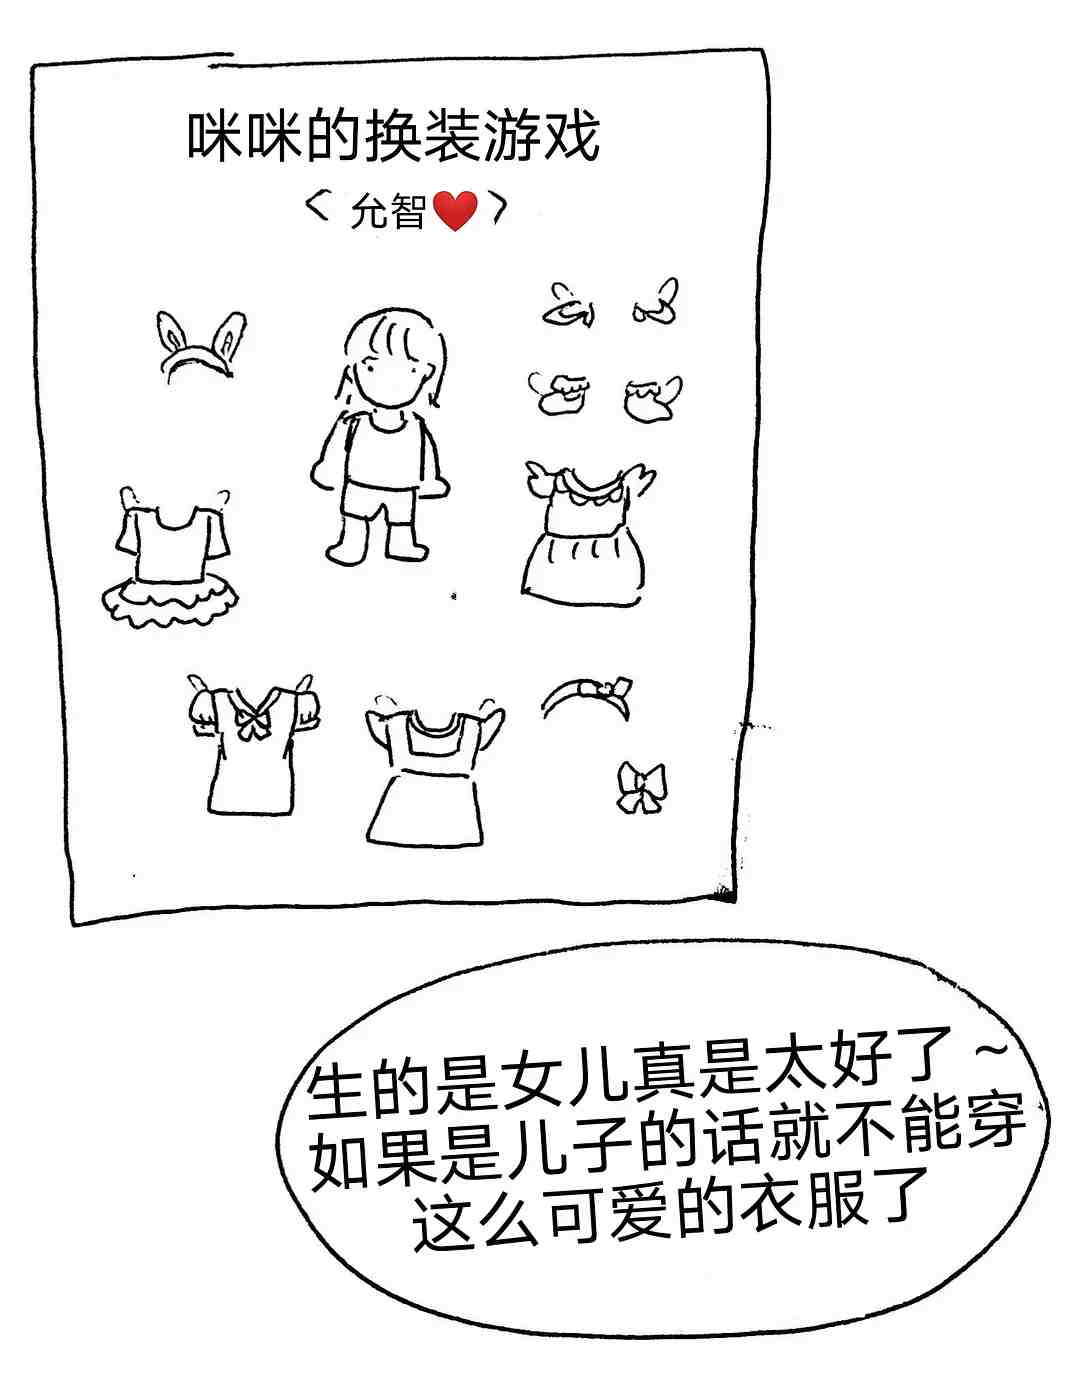 咪咪的换装游戏
< 允智❤️ >
生的是女儿真是太好了~
如果是儿子的话就不能穿
这么可爱的衣服了